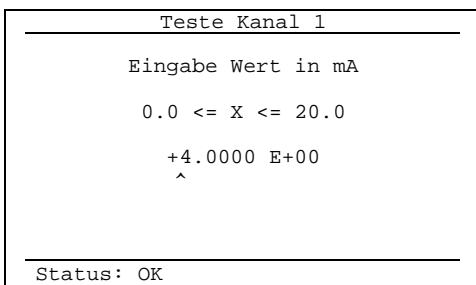 Teste Kanal 1
Eingabe Wert in mA
0.0 <= X <= 20.0
+4.0000 E+00
^
Status: OK